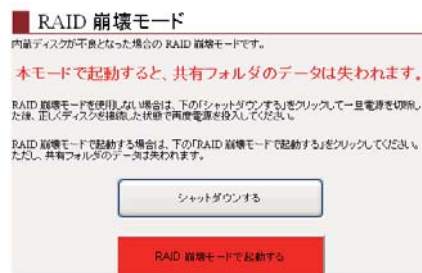 RAID 崩壊モード
内蔵ディスクが不良となった場合の RAID 崩壊モードです。
本モードで起動すると、共有フォルダのデータは失われます。
RAID 崩壊モードを使用しない場合は、下の「シャットダウンする」をクリックして一旦電源を切断し
た後、正しくディスクを接続した状態で再度電源を投入してください。
RAID 崩壊モードで起動する場合は、下の「RAID 崩壊モードで起動する」をクリックしてください。
ただし、共有フォルダのデータは失われます。
シャットダウンする
RAID 崩壊モードで起動する